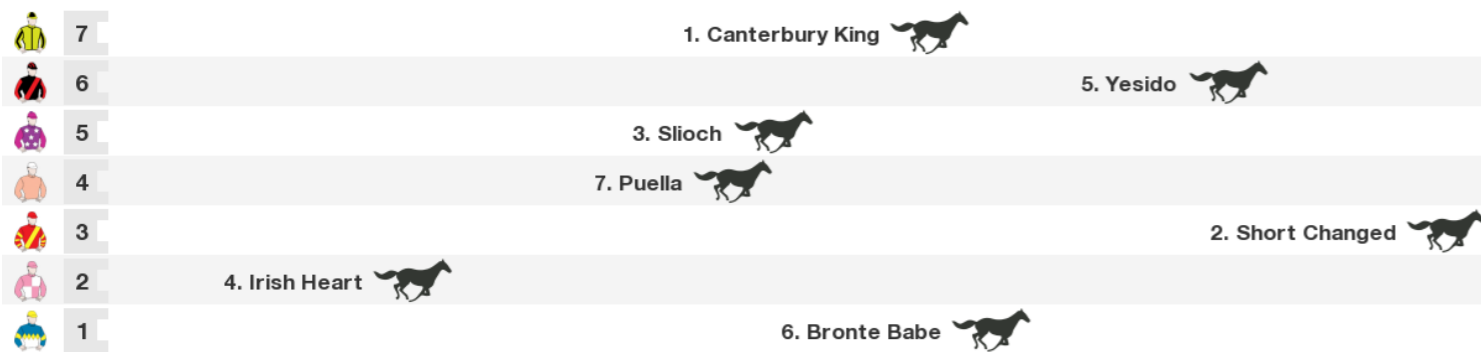 7 1. Canterbury King
6 5. Yesido
5 3. Slioch
4 7. Puella
3 2. Short Changed
2 4. Irish Heart
1 6. Bronte Babe